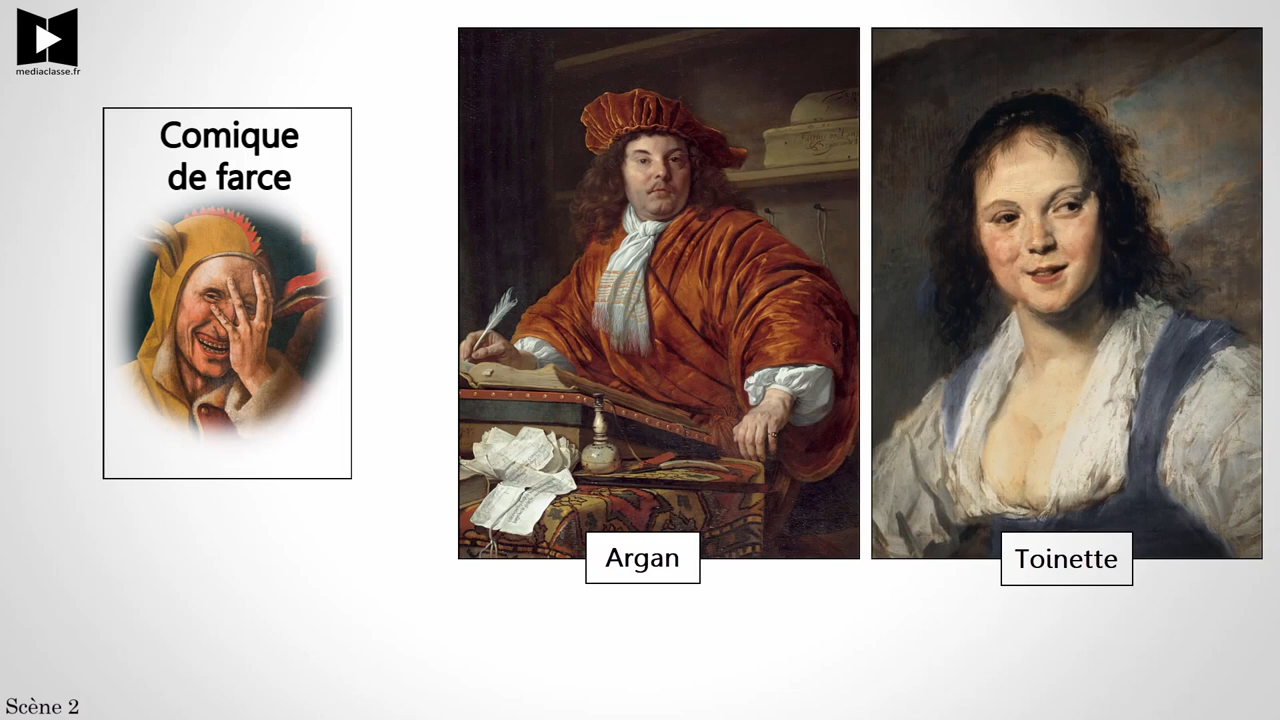 mediaclasse.fr
Comique
de farce
Argan
Toinette
Scène 2